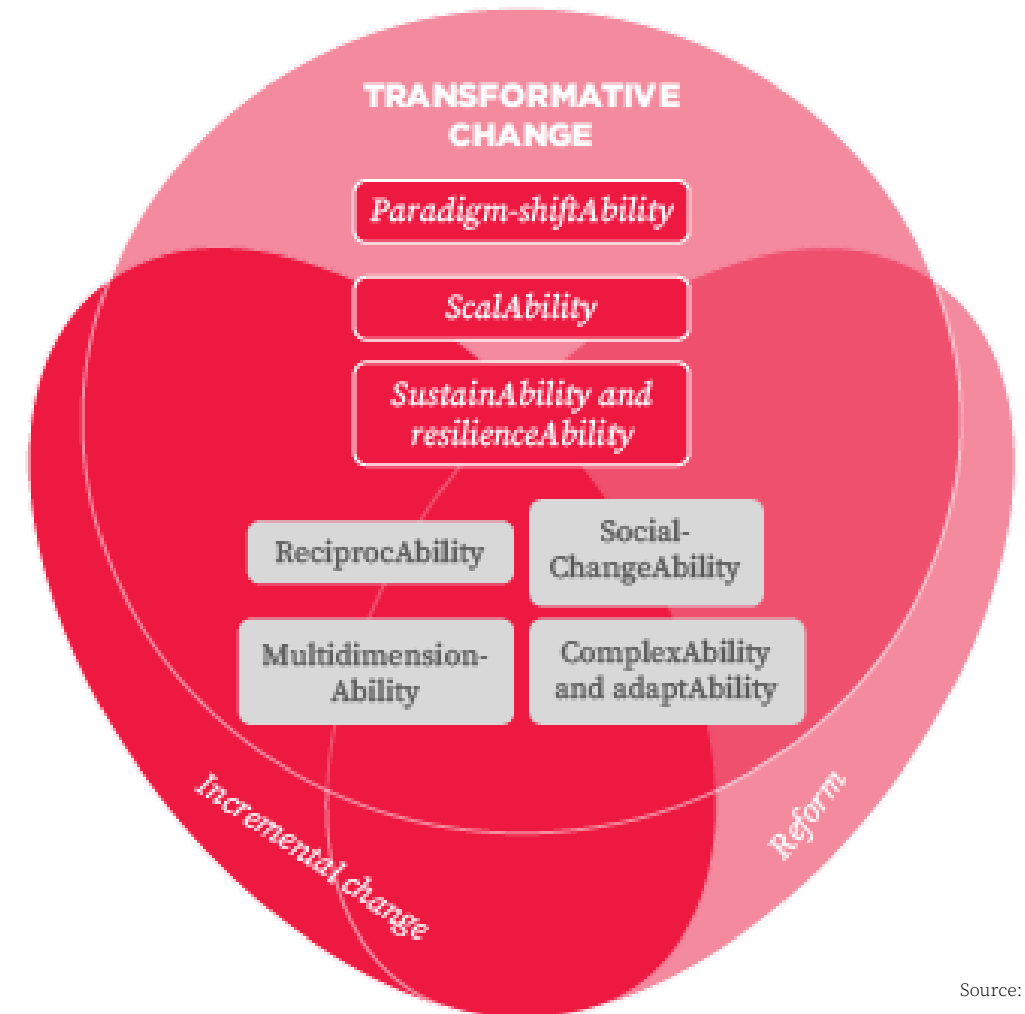 TRANSFORMATIVE
CHANGE
Paradigm-shiftAbility
ScalAbility
SustainAbility and
resilienceAbility
ReciprocAbility
Social-
ChangeAbility
Multidimension-
Ability
ComplexAbility
and adaptAbility
Incremental change
Reform
Source: